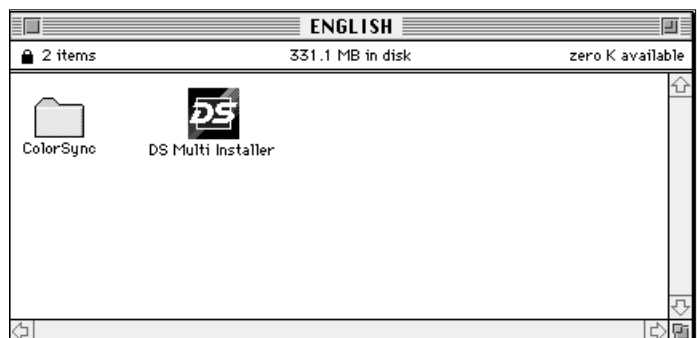 ENGLISH
2 items 331.1 MB in disk zero K available
DS
ColorSync DS Multi Installer